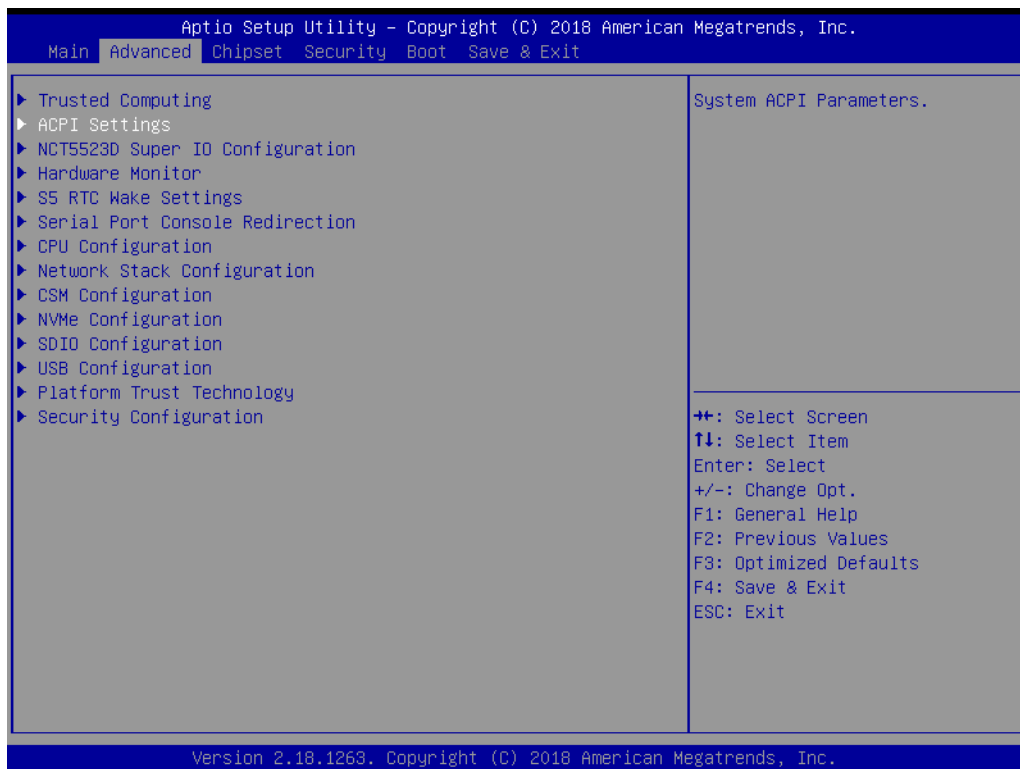 Aptio Setup Utility – Copyright (C) 2018 American Megatrends, Inc.
Main Advanced Chipset Security Boot Save & Exit
Trusted Computing
ACPI Settings
NCT5523D Super IO Configuration
Hardware Monitor
S5 RTC Wake Settings
Serial Port Console Redirection
CPU Configuration
Network Stack Configuration
CSM Configuration
NVMe Configuration
SDIO Configuration
USB Configuration
Platform Trust Technology
Security Configuration
System ACPI Parameters.
→←: Select Screen
↑↓: Select Item
Enter: Select
+/-: Change Opt.
F1: General Help
F2: Previous Values
F3: Optimized Defaults
F4: Save & Exit
ESC: Exit
Version 2.18.1263. Copyright (C) 2018 American Megatrends, Inc.